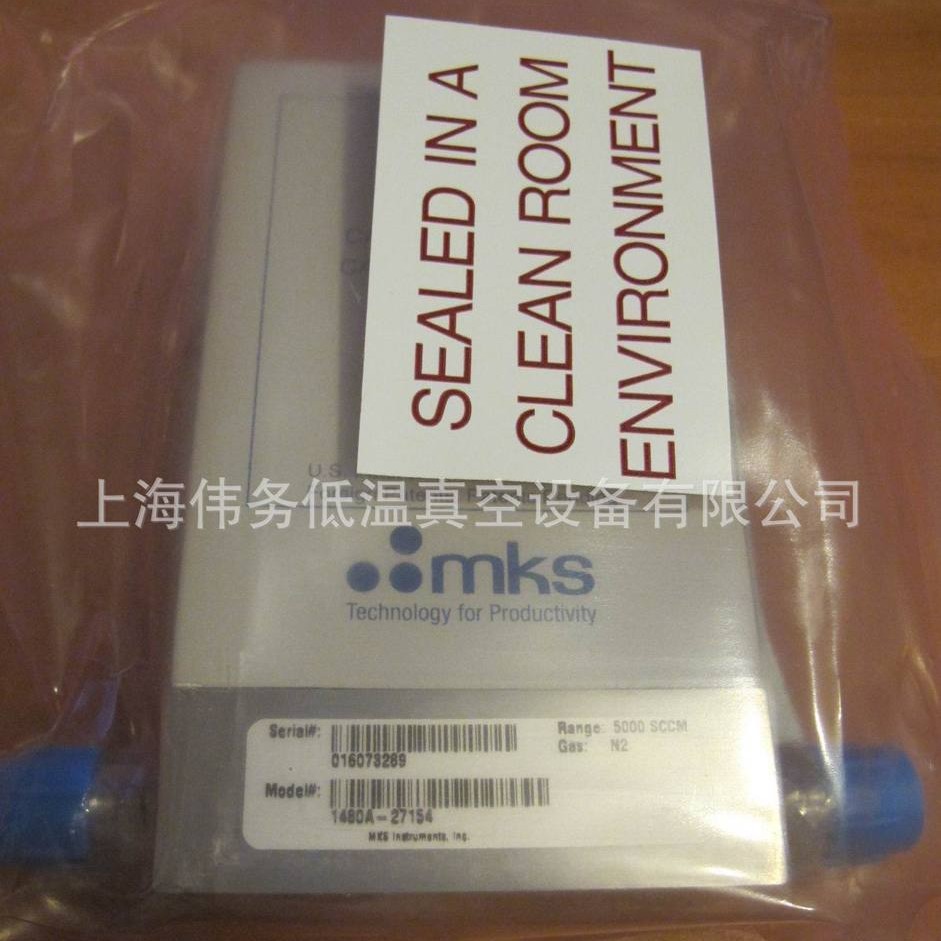 SEALED IN A
CLEAN ROOM
ENVIRONMENT
U.S.
上海伟务低温真空设备有限公司
mks
Technology for Productivity
Serial#:
016073289
Range: 5000 SCCM
Gas: N2
Model#:
1480A-27154
MKS Instruments, Inc.